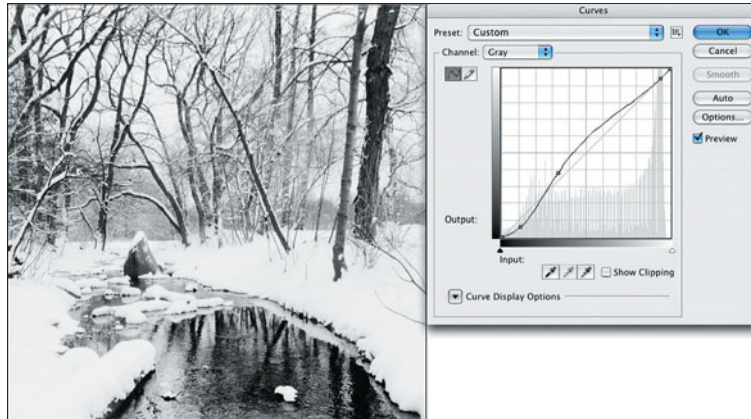 Curves
Preset: Custom
OK
Channel: Gray
Cancel
Smooth
Auto
Options...
Preview
Output:
Input:
Show Clipping
Curve Display Options